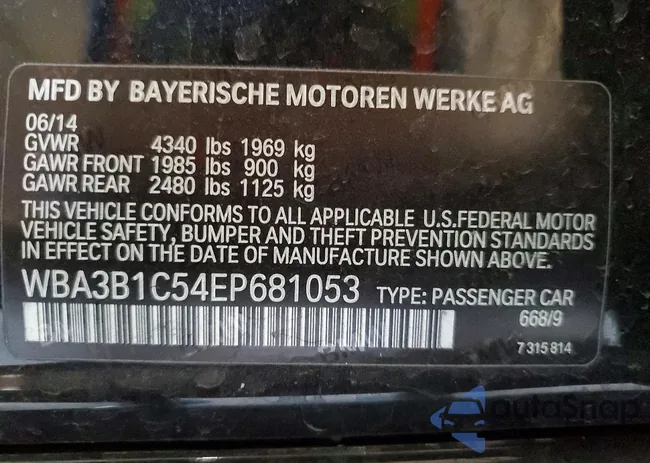 MFD BY BAYERISCHE MOTOREN WERKE AG
06/14
GVWR 4340 lbs 1969 kg
GAWR FRONT 1985 lbs 900 kg
GAWR REAR 2480 lbs 1125 kg
THIS VEHICLE CONFORMS TO ALL APPLICABLE U.S.FEDERAL MOTOR
VEHICLE SAFETY, BUMPER AND THEFT PREVENTION STANDARDS
IN EFFECT ON THE DATE OF MANUFACTURE SHOWN ABOVE.
WBA3B1C54EP681053 TYPE: PASSENGER CAR
668/9
7 315 814
autoSnap